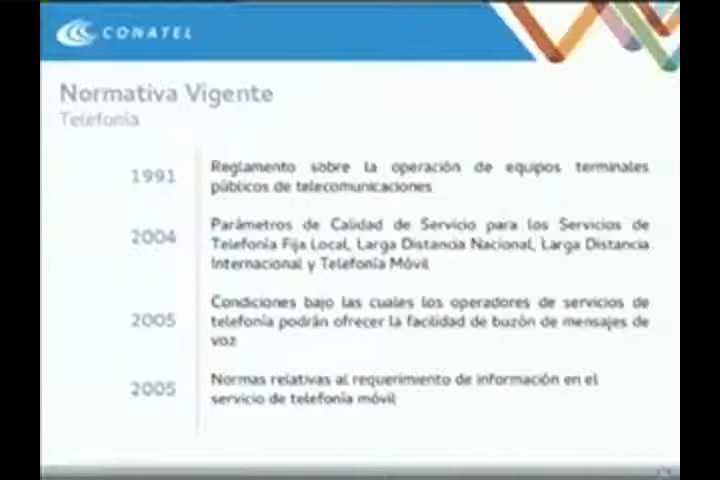 CONATEL
Normativa Vigente
Telefonía
1991
Reglamento sobre la operación de equipos terminales
públicos de telecomunicaciones
2004
Parámetros de Calidad de Servicio para los Servicios de
Telefonía Fija Local, Larga Distancia Nacional, Larga Distancia
Internacional y Telefonía Móvil
2005
Condiciones bajo las cuales los operadores de servicios de
telefonía podrán ofrecer la facilidad de buzón de mensajes de
voz
2005
Normas relativas al requerimiento de información en el
servicio de telefonía móvil